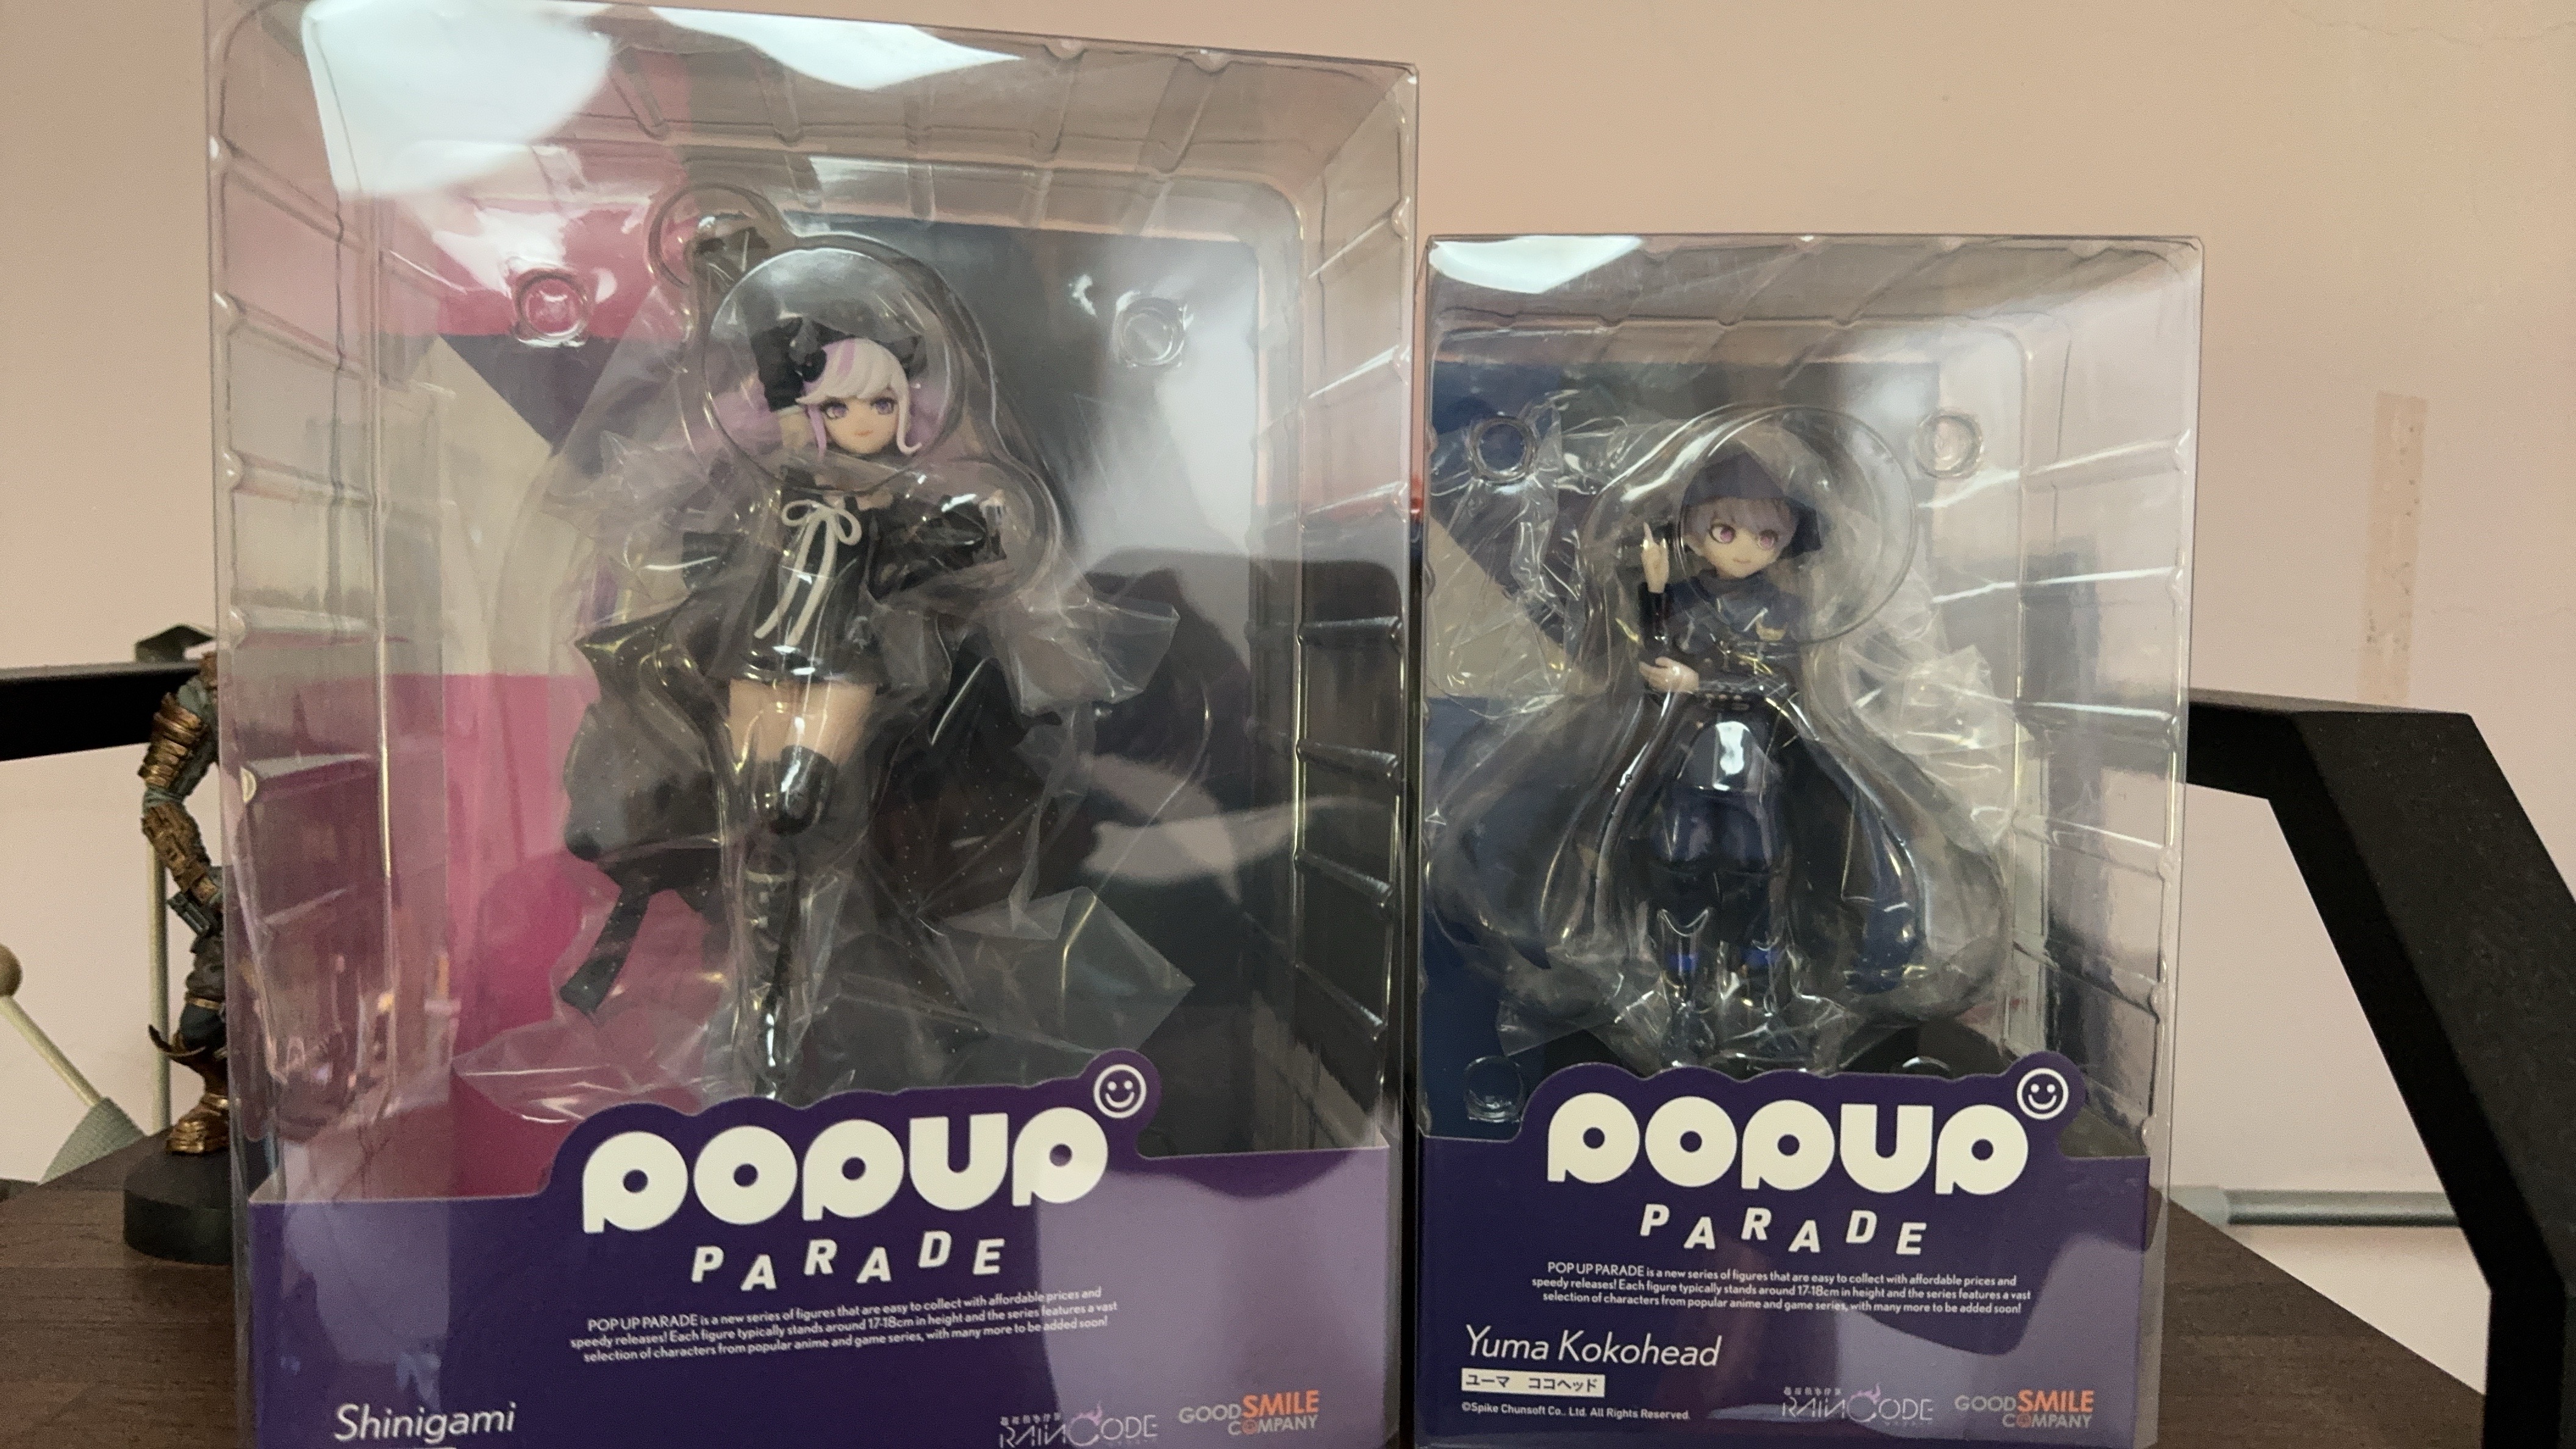 POPUP
PARADE
POP UP PARADE is a new series of figures that are easy to collect with affordable prices and
speedy releases! Each figure typically stands around 17-18cm in height and the series features a vast
selection of characters from popular anime and game series, with many more to be added soon!
Shinigami
RAIN CODE
GOOD SMILE
COMPANY
POPUP
PARADE
POP UP PARADE is a new series of figures that are easy to collect with affordable prices and
speedy releases! Each figure typically stands around 17-18cm in height and the series features a vast
selection of characters from popular anime and game series, with many more to be added soon!
Yuma Kokohead
ユーマ ココヘッド
©Spike Chunsoft Co., Ltd. All Rights Reserved.
RAIN CODE
GOOD SMILE
COMPANY